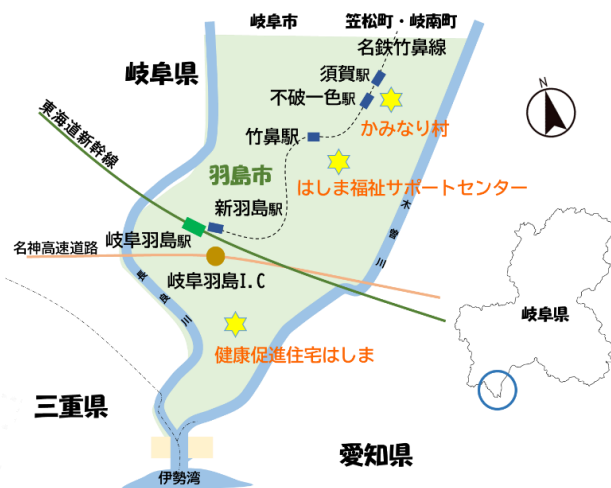 岐阜市
笠松町・岐南町
名鉄竹鼻線
岐阜県
須賀駅
不破一色駅
かみなり村
N
東海道新幹線
竹鼻駅
羽島市
はしま福祉サポートセンター
新羽島駅
木曽川
岐阜羽島駅
名神高速道路
岐阜羽島I.C
長良川
岐阜県
健康促進住宅はしま
三重県
愛知県
伊勢湾